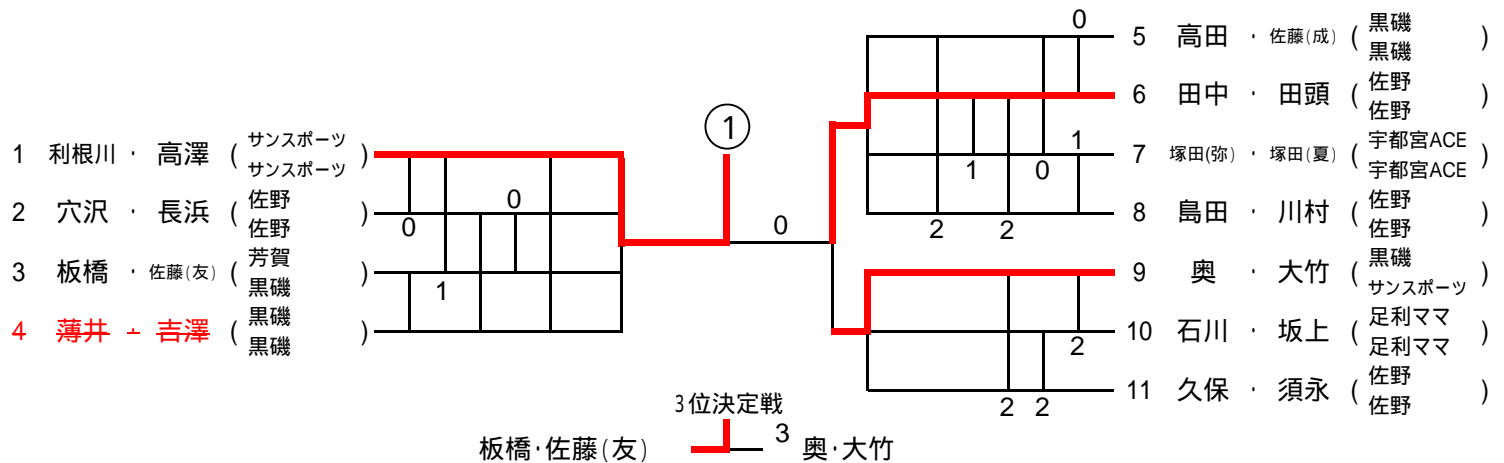 ①
1 利根川 ・ 高澤 ( サンスポーツ サンスポーツ )
2 穴沢 ・ 長浜 ( 佐野 佐野 )
3 板橋 ・ 佐藤(友) ( 芳賀 黒磯 )
4 薄井 ・ 吉澤 ( 黒磯 黒磯 )
0
0
1
0
5 高田 ・ 佐藤(成) ( 黒磯 黒磯 )
6 田中 ・ 田頭 ( 佐野 佐野 )
7 塚田(弥) ・ 塚田(夏) ( 宇都宮ACE 宇都宮ACE )
8 島田 ・ 川村 ( 佐野 佐野 )
9 奥 ・ 大竹 ( 黒磯 サンスポーツ )
10 石川 ・ 坂上 ( 足利ママ 足利ママ )
11 久保 ・ 須永 ( 佐野 佐野 )
0
1
1 0
2 2
2
2 2
3位決定戦
板橋・佐藤(友) 3 奥・大竹